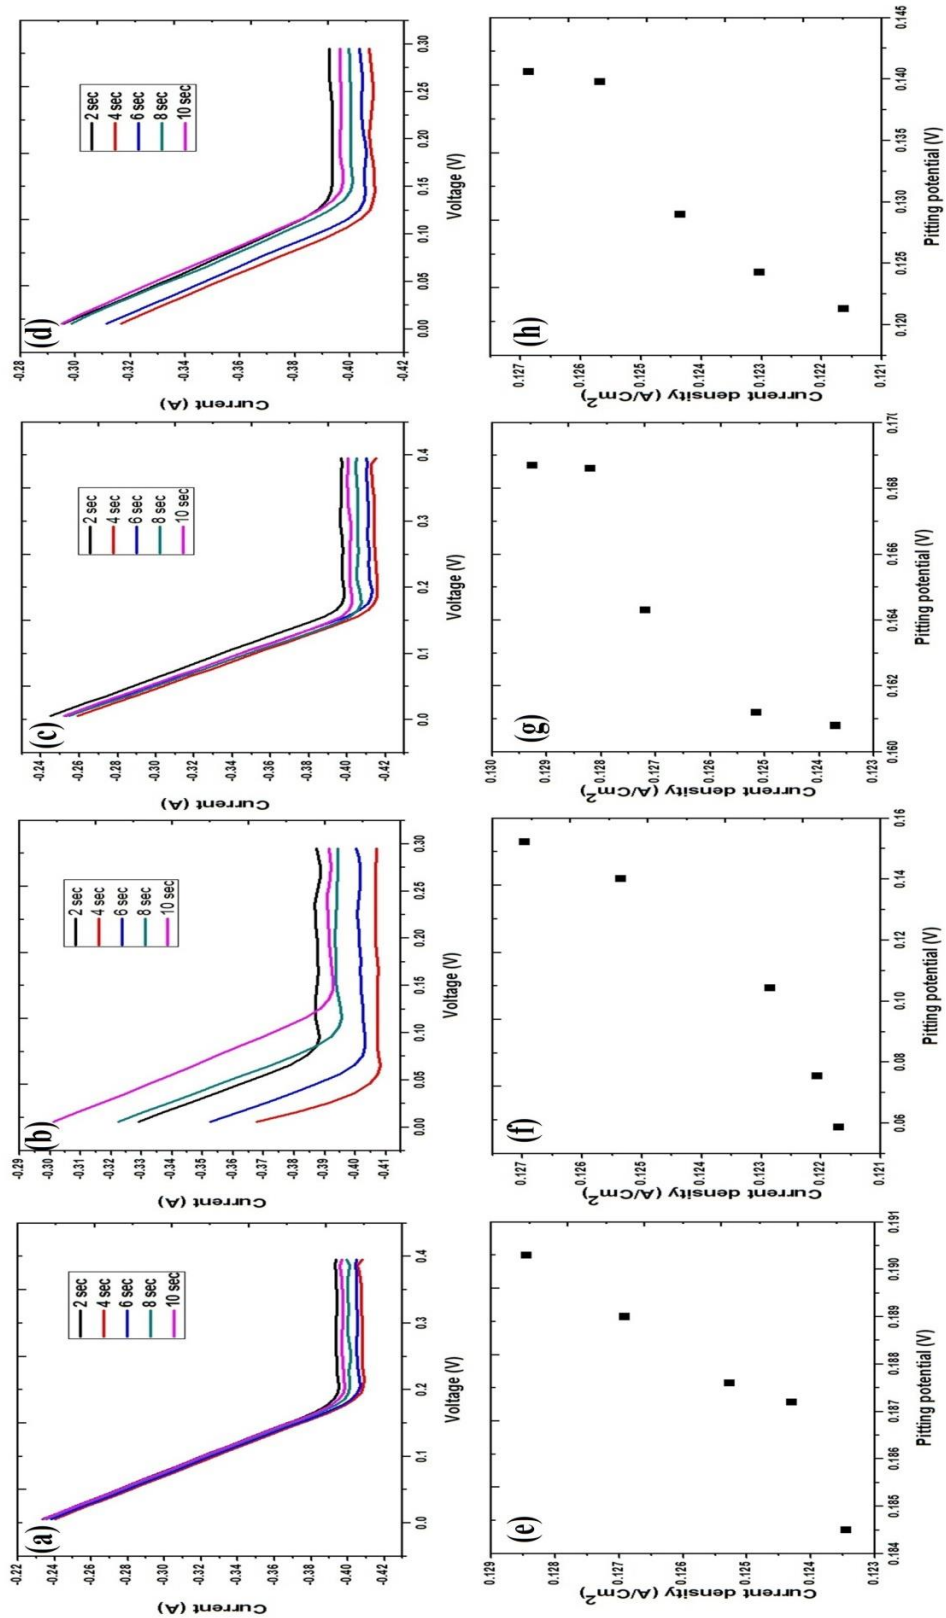 (a)
Current (A)
-0.22
-0.24
-0.26
-0.28
-0.30
-0.32
-0.34
-0.36
-0.38
-0.40
-0.42
2 sec
4 sec
6 sec
8 sec
10 sec
0.0
0.1
0.2
0.3
0.4
Voltage (V)
(b)
Current (A)
-0.29
-0.30
-0.31
-0.32
-0.33
-0.34
-0.35
-0.36
-0.37
-0.38
-0.39
-0.40
-0.41
2 sec
4 sec
6 sec
8 sec
10 sec
0.00
0.05
0.10
0.15
0.20
0.25
0.30
Voltage (V)
(c)
Current (A)
-0.24
-0.26
-0.28
-0.30
-0.32
-0.34
-0.36
-0.38
-0.40
-0.42
2 sec
4 sec
6 sec
8 sec
10 sec
0.0
0.1
0.2
0.3
0.4
Voltage (V)
(d)
Current (A)
-0.28
-0.30
-0.32
-0.34
-0.36
-0.38
-0.40
-0.42
2 sec
4 sec
6 sec
8 sec
10 sec
0.00
0.05
0.10
0.15
0.20
0.25
0.30
Voltage (V)
(e)
Current density (A/Cm²)
0.129
0.128
0.127
0.126
0.125
0.124
0.123
0.184
0.185
0.186
0.187
0.188
0.189
0.190
0.191
Pitting potential (V)
(f)
Current density (A/Cm²)
0.127
0.126
0.125
0.124
0.123
0.122
0.121
0.06
0.08
0.10
0.12
0.14
0.16
Pitting potential (V)
(g)
Current density (A/Cm²)
0.130
0.129
0.128
0.127
0.126
0.125
0.124
0.123
0.160
0.162
0.164
0.166
0.168
0.170
Pitting potential (V)
(h)
Current density (A/Cm²)
0.127
0.126
0.125
0.124
0.123
0.122
0.121
0.120
0.125
0.130
0.135
0.140
0.145
Pitting potential (V)